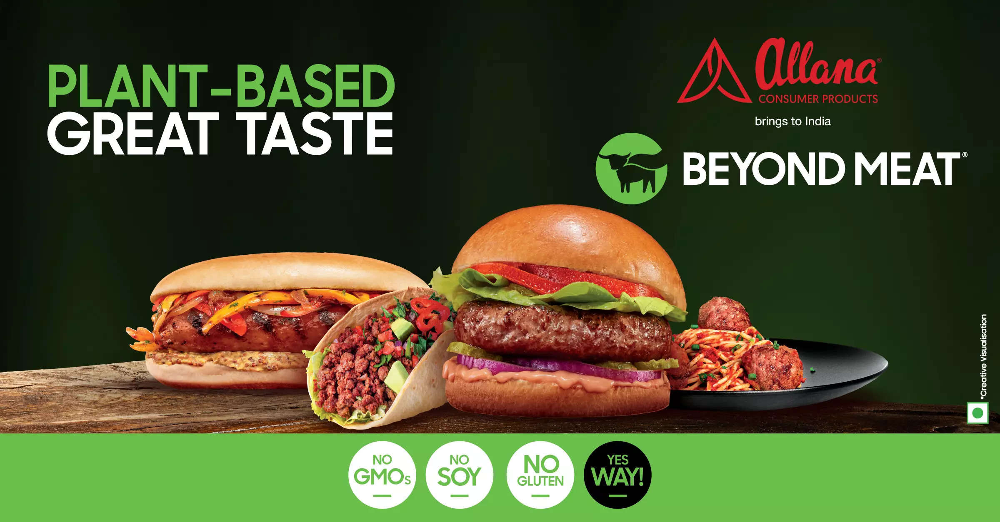 PLANT-BASED
GREAT TASTE
allana®
CONSUMER PRODUCTS
brings to India
BEYOND MEAT®
*Creative Visualisation
NO
GMOs
NO
SOY
NO
GLUTEN
YES
WAY!